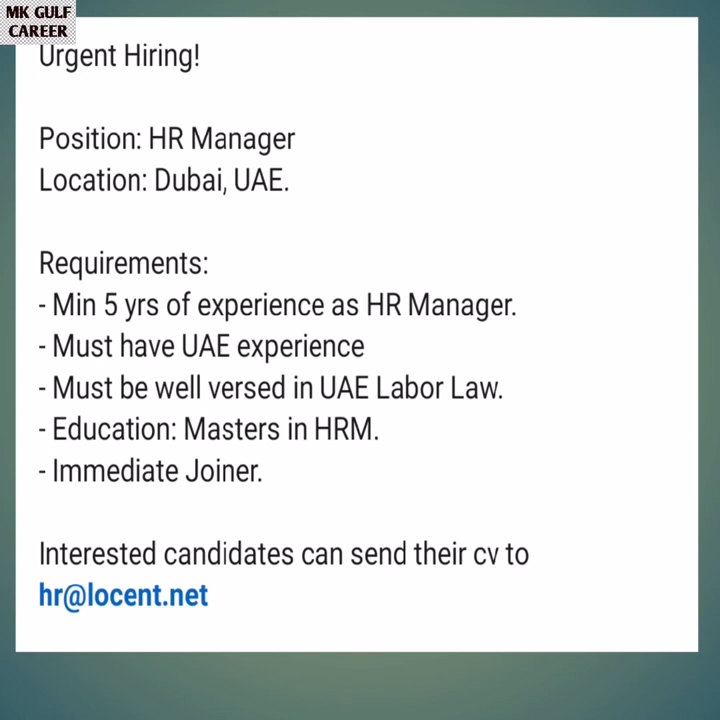 MK GULF
CAREER
Urgent Hiring!
Position: HR Manager
Location: Dubai, UAE.
Requirements:
- Min 5 yrs of experience as HR Manager.
- Must have UAE experience
- Must be well versed in UAE Labor Law.
- Education: Masters in HRM.
- Immediate Joiner.
Interested candidates can send their cv to
hr@locent.net